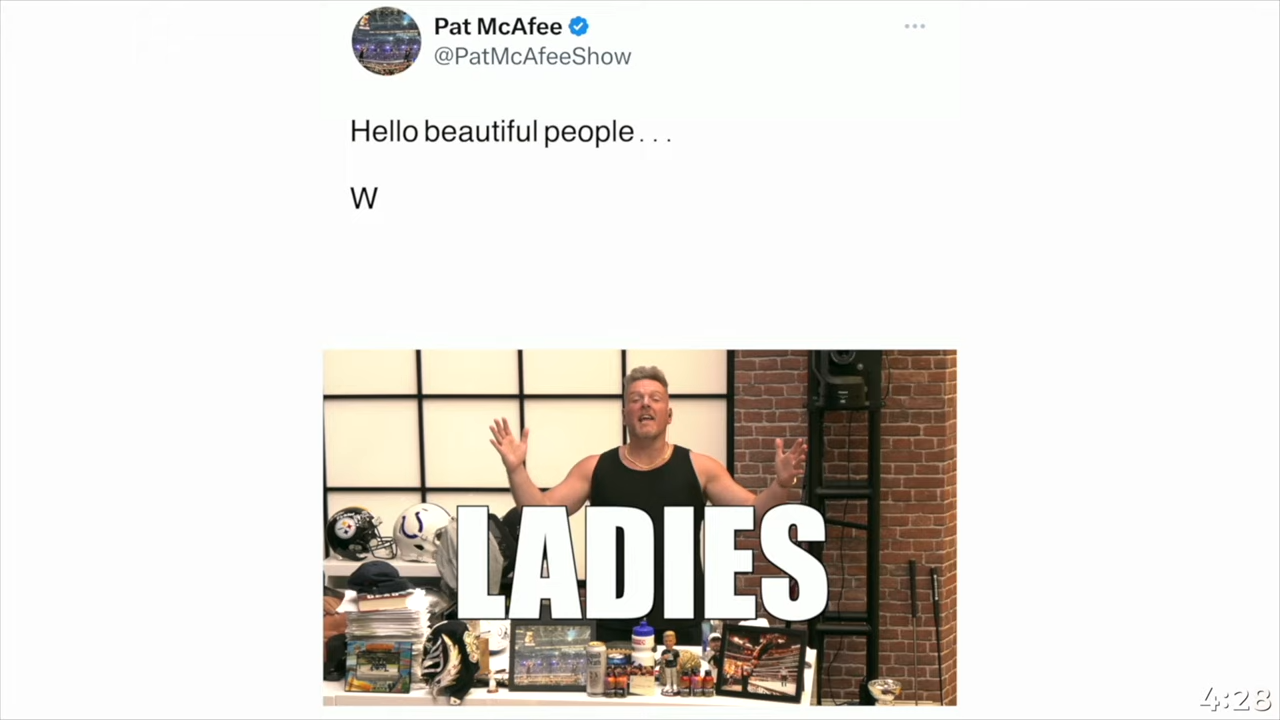 Pat McAfee
@PatMcAfeeShow
Hello beautiful people...
W
LADIES
4:28